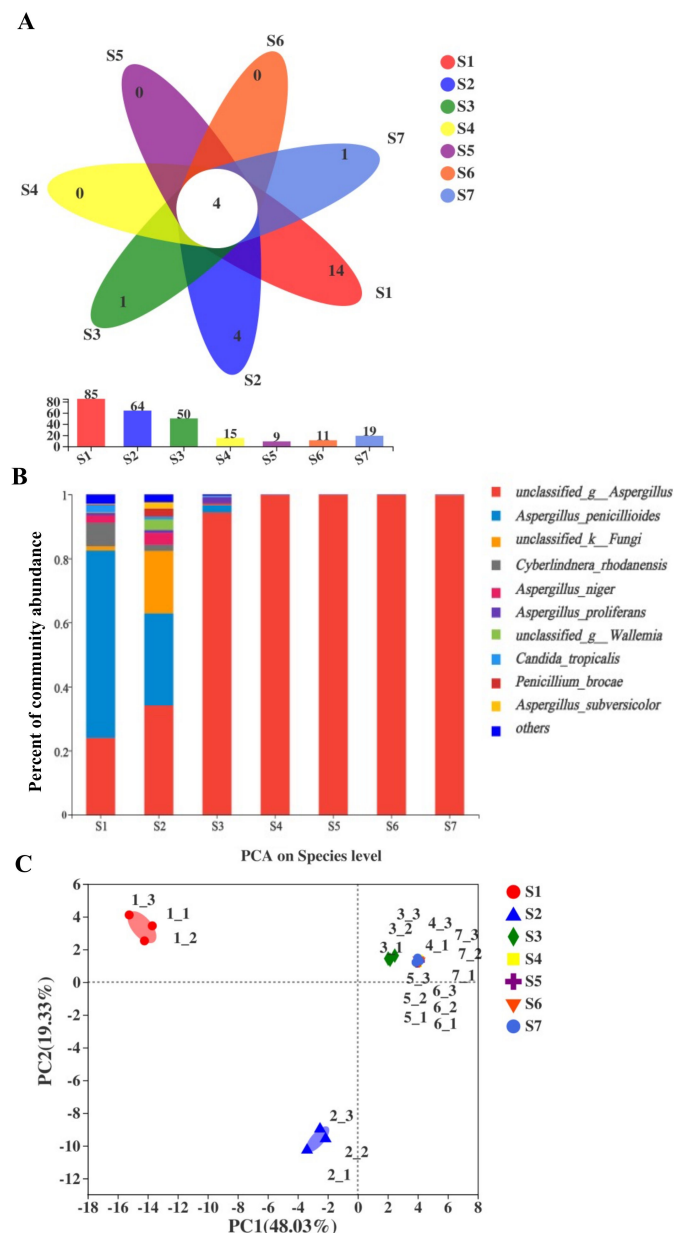 A
S5
S6
S7
S4
S3
S2
S1
0
0
1
0
4
14
1
4
S1
S2
S3
S4
S5
S6
S7
80
60
40
20
0
85
64
50
15
9
11
19
S1
S2
S3
S4
S5
S6
S7
B
Percent of community abundance
1
0.8
0.6
0.4
0.2
0
S1
S2
S3
S4
S5
S6
S7
unclassified_g__Aspergillus
Aspergillus_penicillioides
unclassified_k__Fungi
Cyberlindnera_rhodanensis
Aspergillus_niger
Aspergillus_proliferans
unclassified_g__Wallemia
Candida_tropicalis
Penicillium_brocae
Aspergillus_subversicolor
others
PCA on Species level
C
PC2(19.33%)
6
4
2
0
-2
-4
-6
-8
-10
-12
1_3
1_1
1_2
3_3
3_2
3_1
4_3
4_1
7_3
7_2
7_1
5_3
5_2
5_1
6_3
6_2
6_1
2_3
2_2
2_1
-18
-16
-14
-12
-10
-8
-6
-4
-2
0
2
4
6
8
PC1(48.03%)
S1
S2
S3
S4
S5
S6
S7